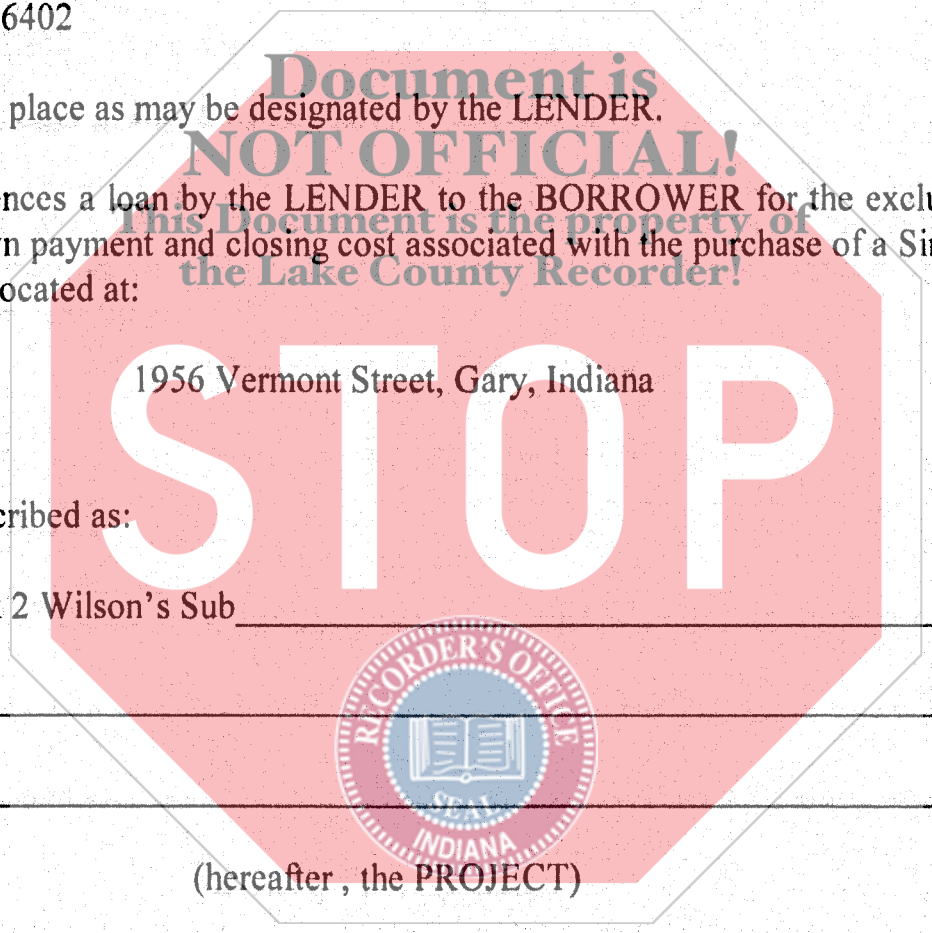 6402
Document is
place as may be designated by the LENDER.
NOT OFFICIAL!
a loan by the LENDER to the BORROWER for the
This Document is the property of
payment and closing cost associated with the purchase of a
the Lake County Recorder!
ocated at:
STOP
1956 Vermont Street, Gary, Indiana
cribed as:
2 Wilson's Sub
RECORDER'S OFFICE
SEAL
INDIANA
(hereafter , the PROJECT)